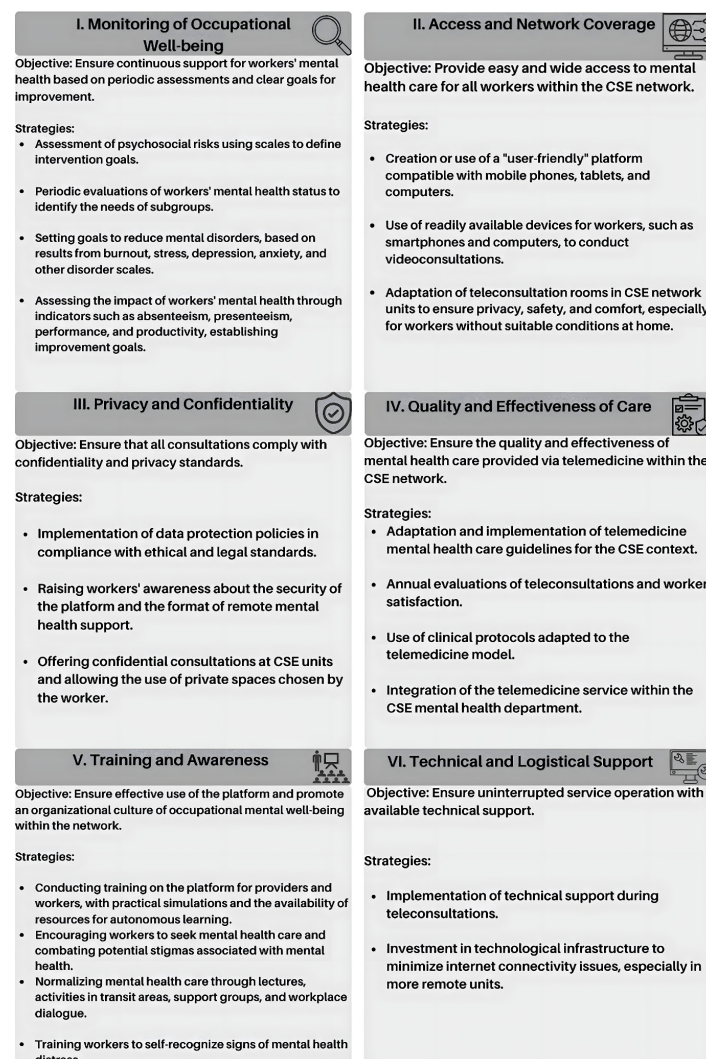 I. Monitoring of Occupational
Well-being
Objective: Ensure continuous support for workers' mental
health based on periodic assessments and clear goals for
improvement.
Strategies:
• Assessment of psychosocial risks using scales to define
intervention goals.
• Periodic evaluations of workers' mental health status to
identify the needs of subgroups.
• Setting goals to reduce mental disorders, based on
results from burnout, stress, depression, anxiety, and
other disorder scales.
• Assessing the impact of workers' mental health through
indicators such as absenteeism, presenteeism,
performance, and productivity, establishing
improvement goals.
II. Access and Network Coverage
Objective: Provide easy and wide access to mental
health care for all workers within the CSE network.
Strategies:
• Creation or use of a "user-friendly" platform
compatible with mobile phones, tablets, and
computers.
• Use of readily available devices for workers, such as
smartphones and computers, to conduct
videoconsultations.
• Adaptation of teleconsultation rooms in CSE network
units to ensure privacy, safety, and comfort, especially
for workers without suitable conditions at home.
III. Privacy and Confidentiality
Objective: Ensure that all consultations comply with
confidentiality and privacy standards.
Strategies:
• Implementation of data protection policies in
compliance with ethical and legal standards.
• Raising workers' awareness about the security of
the platform and the format of remote mental
health support.
• Offering confidential consultations at CSE units
and allowing the use of private spaces chosen by
the worker.
IV. Quality and Effectiveness of Care
Objective: Ensure the quality and effectiveness of
mental health care provided via telemedicine within the
CSE network.
Strategies:
• Adaptation and implementation of telemedicine
mental health care guidelines for the CSE context.
• Annual evaluations of teleconsultations and worker
satisfaction.
• Use of clinical protocols adapted to the
telemedicine model.
• Integration of the telemedicine service within the
CSE mental health department.
V. Training and Awareness
Objective: Ensure effective use of the platform and promote
an organizational culture of occupational mental well-being
within the network.
Strategies:
• Conducting training on the platform for providers and
workers, with practical simulations and the availability of
resources for autonomous learning.
• Encouraging workers to seek mental health care and
combating potential stigmas associated with mental
health.
• Normalizing mental health care through lectures,
activities in transit areas, support groups, and workplace
dialogue.
• Training workers to self-recognize signs of mental health
distress.
VI. Technical and Logistical Support
Objective: Ensure uninterrupted service operation with
available technical support.
Strategies:
• Implementation of technical support during
teleconsultations.
• Investment in technological infrastructure to
minimize internet connectivity issues, especially in
more remote units.